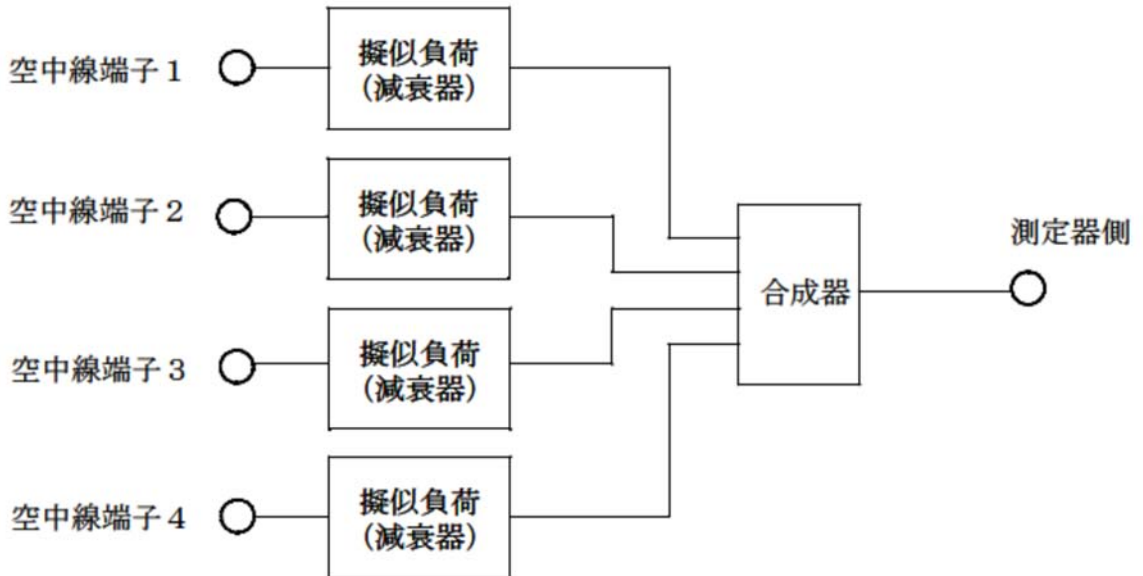 空中線端子１
擬似負荷
（減衰器）
空中線端子２
擬似負荷
（減衰器）
測定器側
合成器
空中線端子３
擬似負荷
（減衰器）
空中線端子４
擬似負荷
（減衰器）